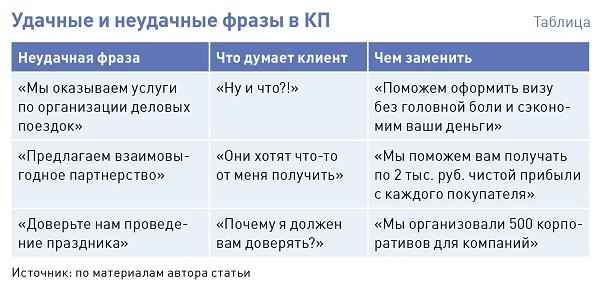 Удачные и неудачные фразы в КП
Таблица
Неудачная фраза
Что думает клиент
Чем заменить
«Мы оказываем услуги
по организации деловых
поездок»
«Ну и что?!»
«Поможем оформить визу
без головной боли и сэконо-
мим ваши деньги»
«Предлагаем взаимовы-
годное партнерство»
«Они хотят что-то
от меня получить»
«Мы поможем вам получать
по 2 тыс. руб. чистой прибыли
с каждого покупателя»
«Доверьте нам проведе-
ние праздника»
«Почему я должен
вам доверять?»
«Мы организовали 500 корпо-
ративов для компаний»
Источник: по материалам автора статьи